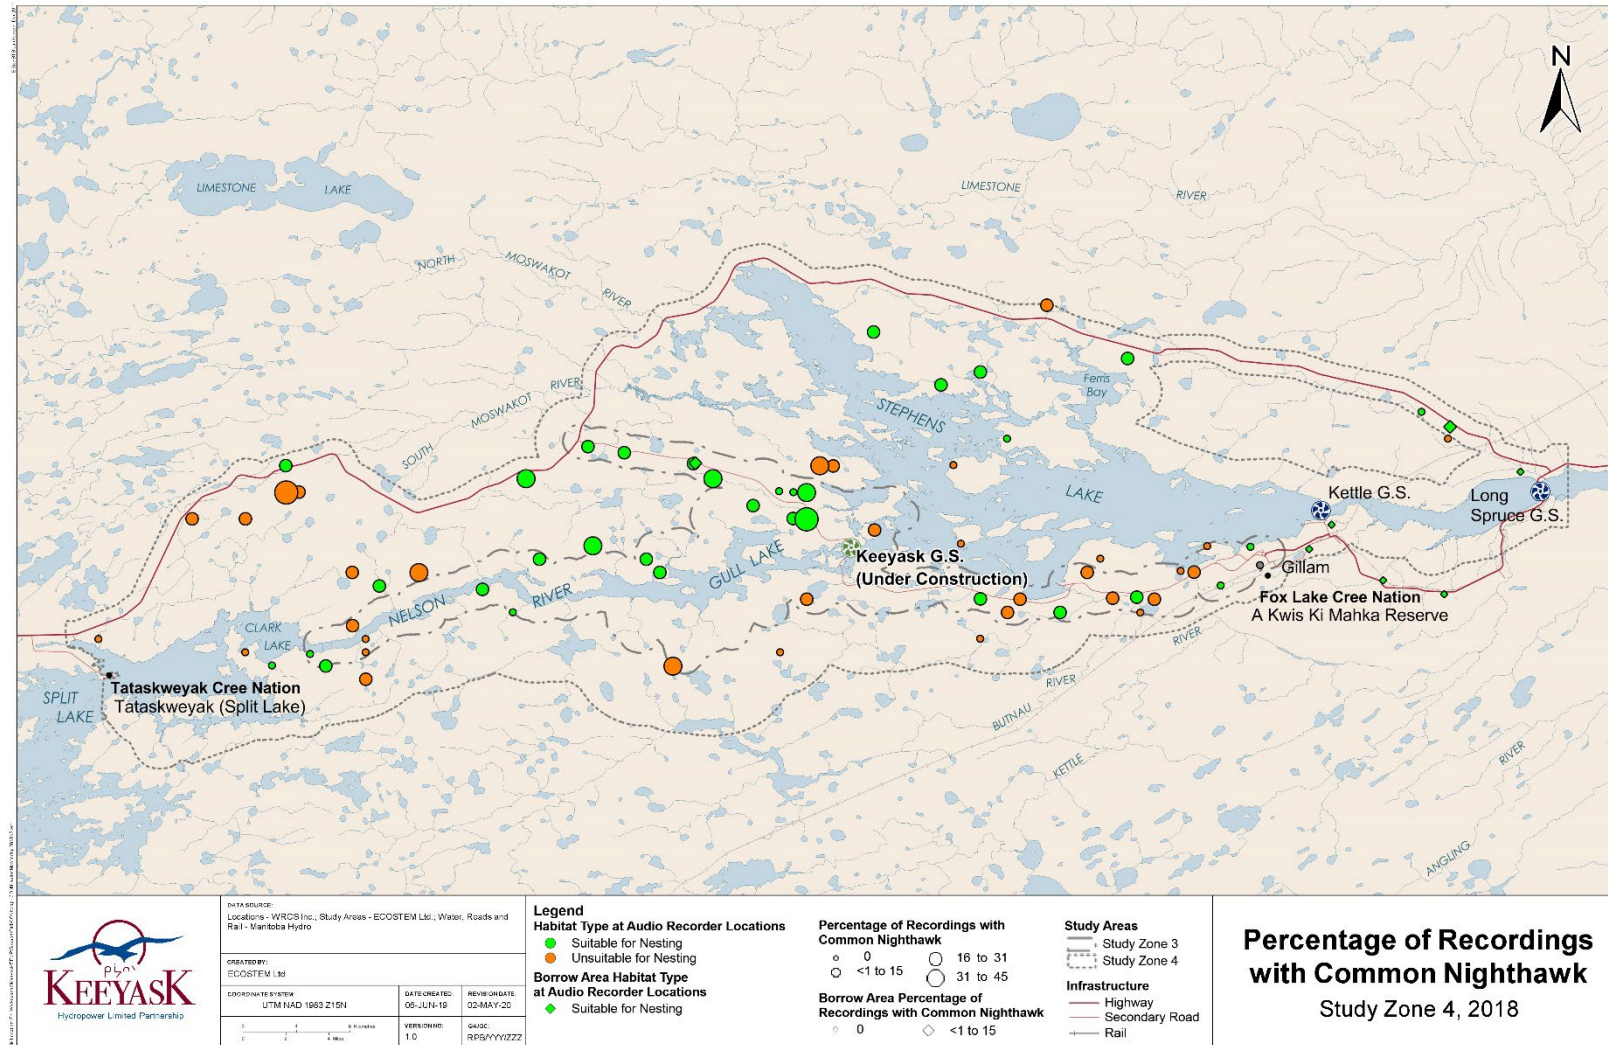 N
LIMESTONE LAKE
LIMESTONE RIVER
NORTH MOSWAKOT RIVER
SOUTH MOSWAKOT RIVER
Ferris
Bay
STEPHENS LAKE
Kettle G.S.
Long
Spruce G.S.
GULL LAKE
Keeyask G.S.
(Under Construction)
Gillam
Fox Lake Cree Nation
A Kwis Ki Mahka Reserve
NELSON RIVER
CLARK
LAKE
SPLIT
LAKE
Tataskweyak Cree Nation
Tataskweyak (Split Lake)
BUTNAU RIVER
KETTLE RIVER
ANGLING RIVER
KEEYASK
Hydropower Limited Partnership
DATA SOURCE:
Locations - WRCS Inc.; Study Areas - ECOSTEM Ltd.; Water, Roads and
Rail - Manitoba Hydro
CREATED BY:
ECOSTEM Ltd
COORDINATE SYSTEM:
UTM NAD 1983 Z15N
DATE CREATED:
06-JUN-19
REVISION DATE:
02-MAY-20
VERSION NO:
1.0
QA/QC:
RPB/YYY/ZZZ
Legend
Habitat Type at Audio Recorder Locations
Suitable for Nesting
Unsuitable for Nesting
Borrow Area Habitat Type
at Audio Recorder Locations
Suitable for Nesting
Percentage of Recordings with
Common Nighthawk
0
<1 to 15
16 to 31
31 to 45
Borrow Area Percentage of
Recordings with Common Nighthawk
0
<1 to 15
Study Areas
Study Zone 3
Study Zone 4
Infrastructure
Highway
Secondary Road
Rail
Percentage of Recordings
with Common Nighthawk
Study Zone 4, 2018